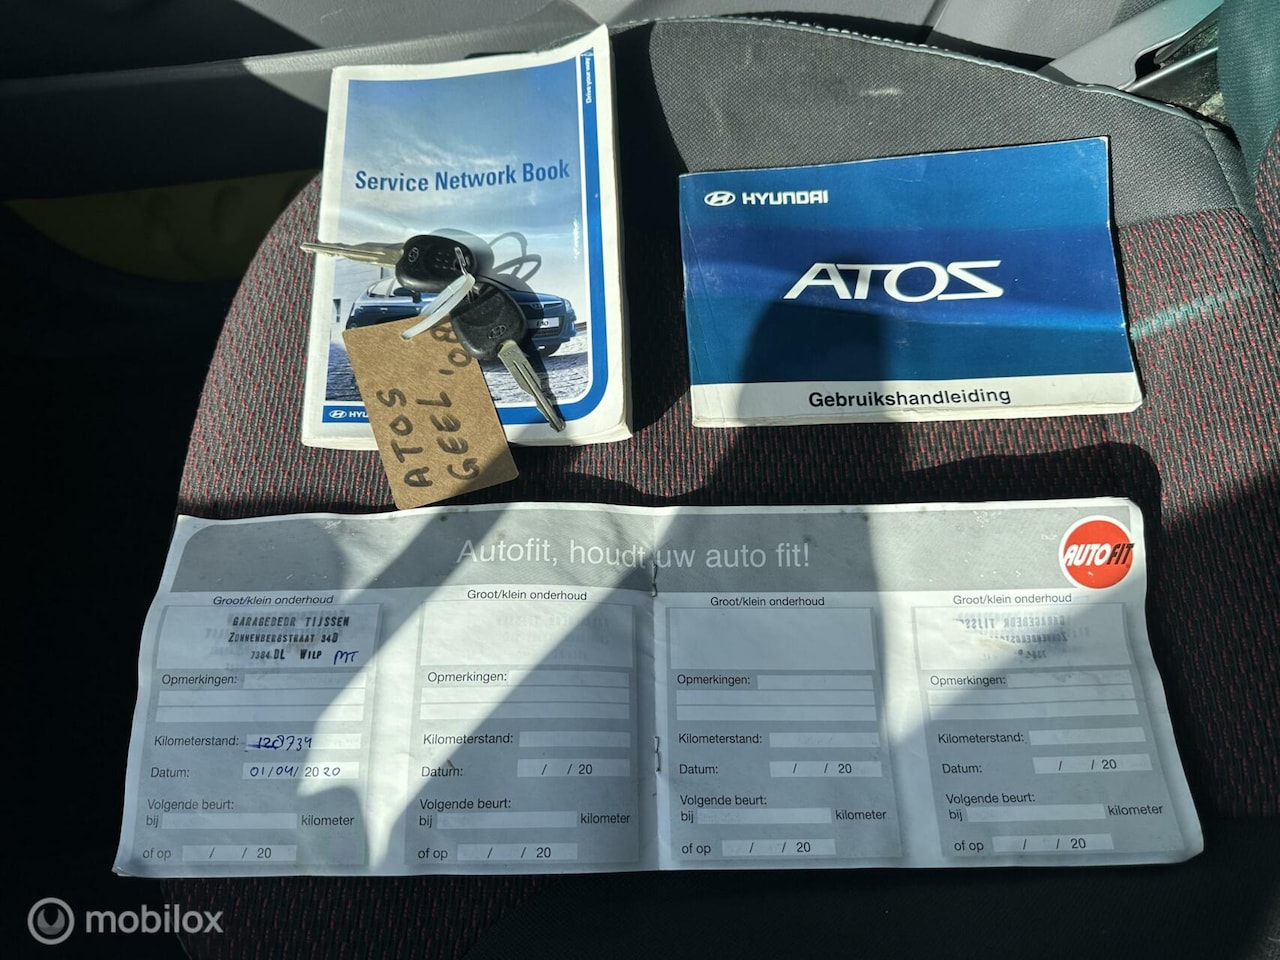 Drive your way
Service Network Book
i30
HYU
ATOS
GEEL '08
HYUNDAI
ATOS
Gebruikshandleiding
Autofit, houdt uw auto fit!
AUTOFIT
Groot/klein onderhoud
GARAGEDEDR TIJSSEN
ZONNENBERGSTRAAT 34D
7384 DL WILP
Opmerkingen:
Kilometerstand: 128734
Datum: 01/04/2020
Volgende beurt:
bij kilometer
of op / / 20
Groot/klein onderhoud
Opmerkingen:
Kilometerstand:
Datum: / / 20
Volgende beurt:
bij kilometer
of op / / 20
Groot/klein onderhoud
Opmerkingen:
Kilometerstand:
Datum: / / 20
Volgende beurt:
bij kilometer
of op / / 20
Groot/klein onderhoud
Opmerkingen:
Kilometerstand:
Datum: / / 20
Volgende beurt:
bij kilometer
of op / / 20
mobilox